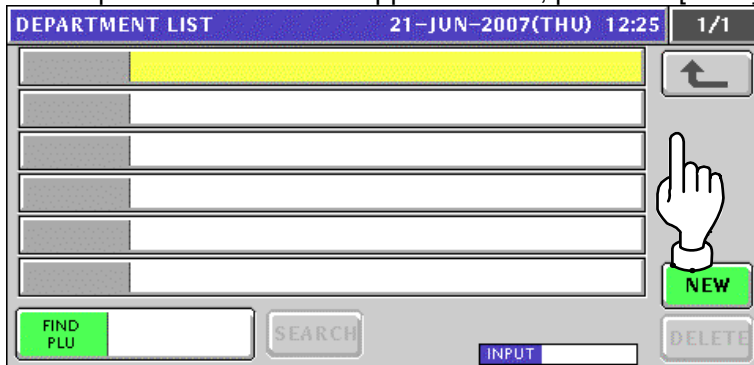 DEPARTMENT LIST 21-JUN-2007(THU) 12:25 1/1
NEW
FIND
PLU
SEARCH
DELETE
INPUT